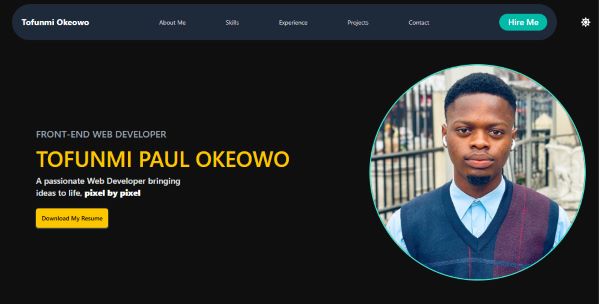 Tofunmi Okeowo
About Me
Skills
Experience
Projects
Contact
Hire Me
FRONT-END WEB DEVELOPER
TOFUNMI PAUL OKEOWO
A passionate Web Developer bringing
ideas to life, pixel by pixel
Download My Resume